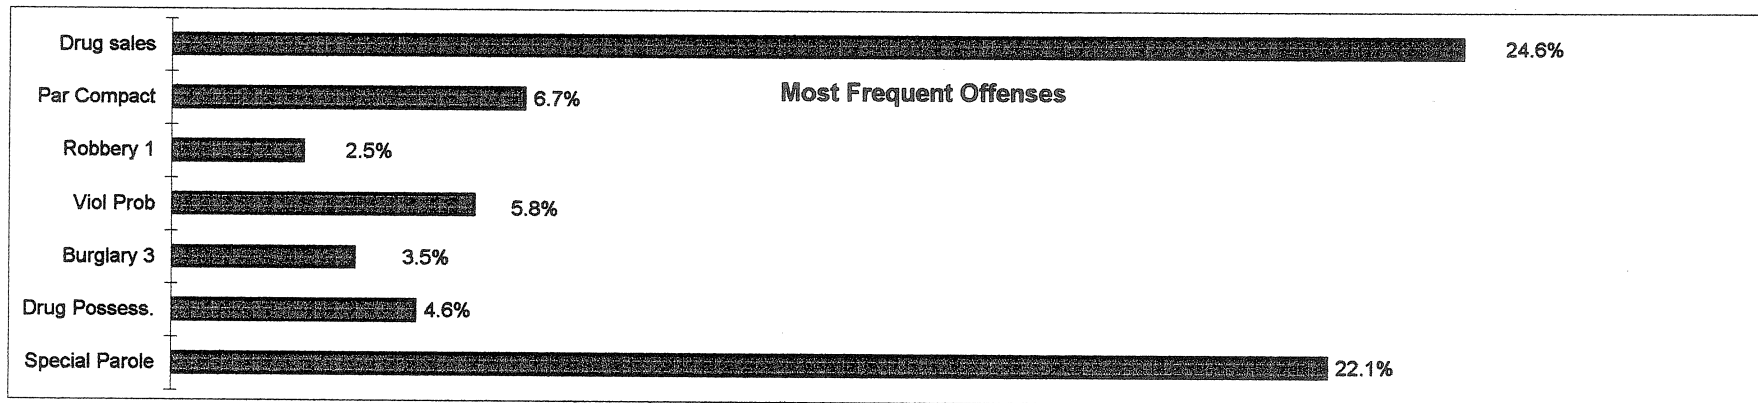 Drug sales 24.6%
Most Frequent Offenses
Par Compact 6.7%
Robbery 1 2.5%
Viol Prob 5.8%
Burglary 3 3.5%
Drug Possess. 4.6%
Special Parole 22.1%